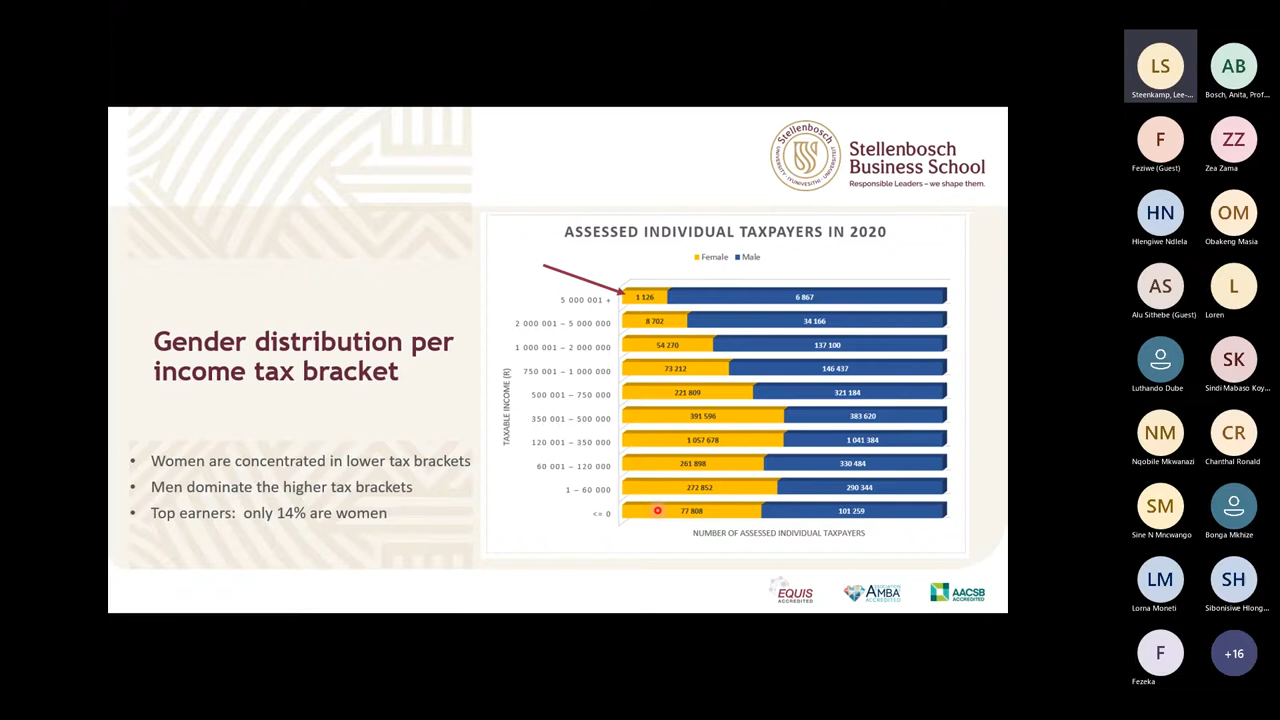 Stellenbosch
UNIVERSITY • IYUNIVESITHI • UNIVERSITEIT
Stellenbosch
Business School
Responsible Leaders – we shape them.
Gender distribution per
income tax bracket
• Women are concentrated in lower tax brackets
• Men dominate the higher tax brackets
• Top earners: only 14% are women
ASSESSED INDIVIDUAL TAXPAYERS IN 2020
Female Male
TAXABLE INCOME (R)
5 000 001 + 1 126 6 867
2 000 001 – 5 000 000 8 702 34 166
1 000 001 – 2 000 000 54 270 137 100
750 001 – 1 000 000 73 212 146 437
500 001 – 750 000 221 809 321 184
350 001 – 500 000 391 596 383 620
120 001 – 350 000 1 057 678 1 041 384
60 001 – 120 000 261 898 330 484
1 – 60 000 272 852 290 344
<= 0 77 808 101 259
NUMBER OF ASSESSED INDIVIDUAL TAXPAYERS
EQUIS
ACCREDITED
ASSOCIATION
AMBA
ACCREDITED
AACSB
ACCREDITED
LS AB
Steenkamp, Lee-... Bosch, Anita, Prof...
F ZZ
Feziwe (Guest) Zea Zama
HN OM
Hlengiwe Ndlela Obakeng Masia
AS L
Alu Sithebe (Guest) Loren
SK
Luthando Dube Sindi Mabaso Koy...
NM CR
Nqobile Mkwanazi Chanthal Ronald
SM
Sine N Mncwango Bonga Mkhize
LM SH
Lorna Moneti Sibonisiwe Hlong...
F +16
Fezeka